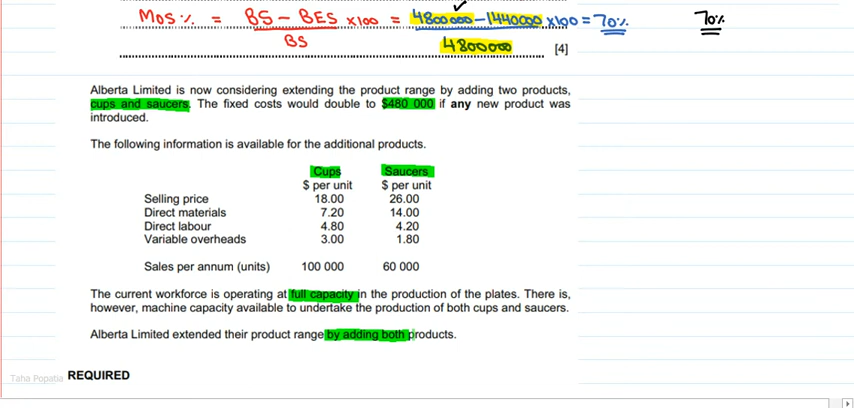 MOS % = BS - BES x100 = 4800000-1440000 x100 = 70% 70%
BS 4800000 [4]
Alberta Limited is now considering extending the product range by adding two products,
cups and saucers. The fixed costs would double to $480 000 if any new product was
introduced.
The following information is available for the additional products.
Cups Saucers
$ per unit $ per unit
Selling price 18.00 26.00
Direct materials 7.20 14.00
Direct labour 4.80 4.20
Variable overheads 3.00 1.80
Sales per annum (units) 100 000 60 000
The current workforce is operating at full capacity in the production of the plates. There is,
however, machine capacity available to undertake the production of both cups and saucers.
Alberta Limited extended their product range by adding both products.
Taha Popatia REQUIRED